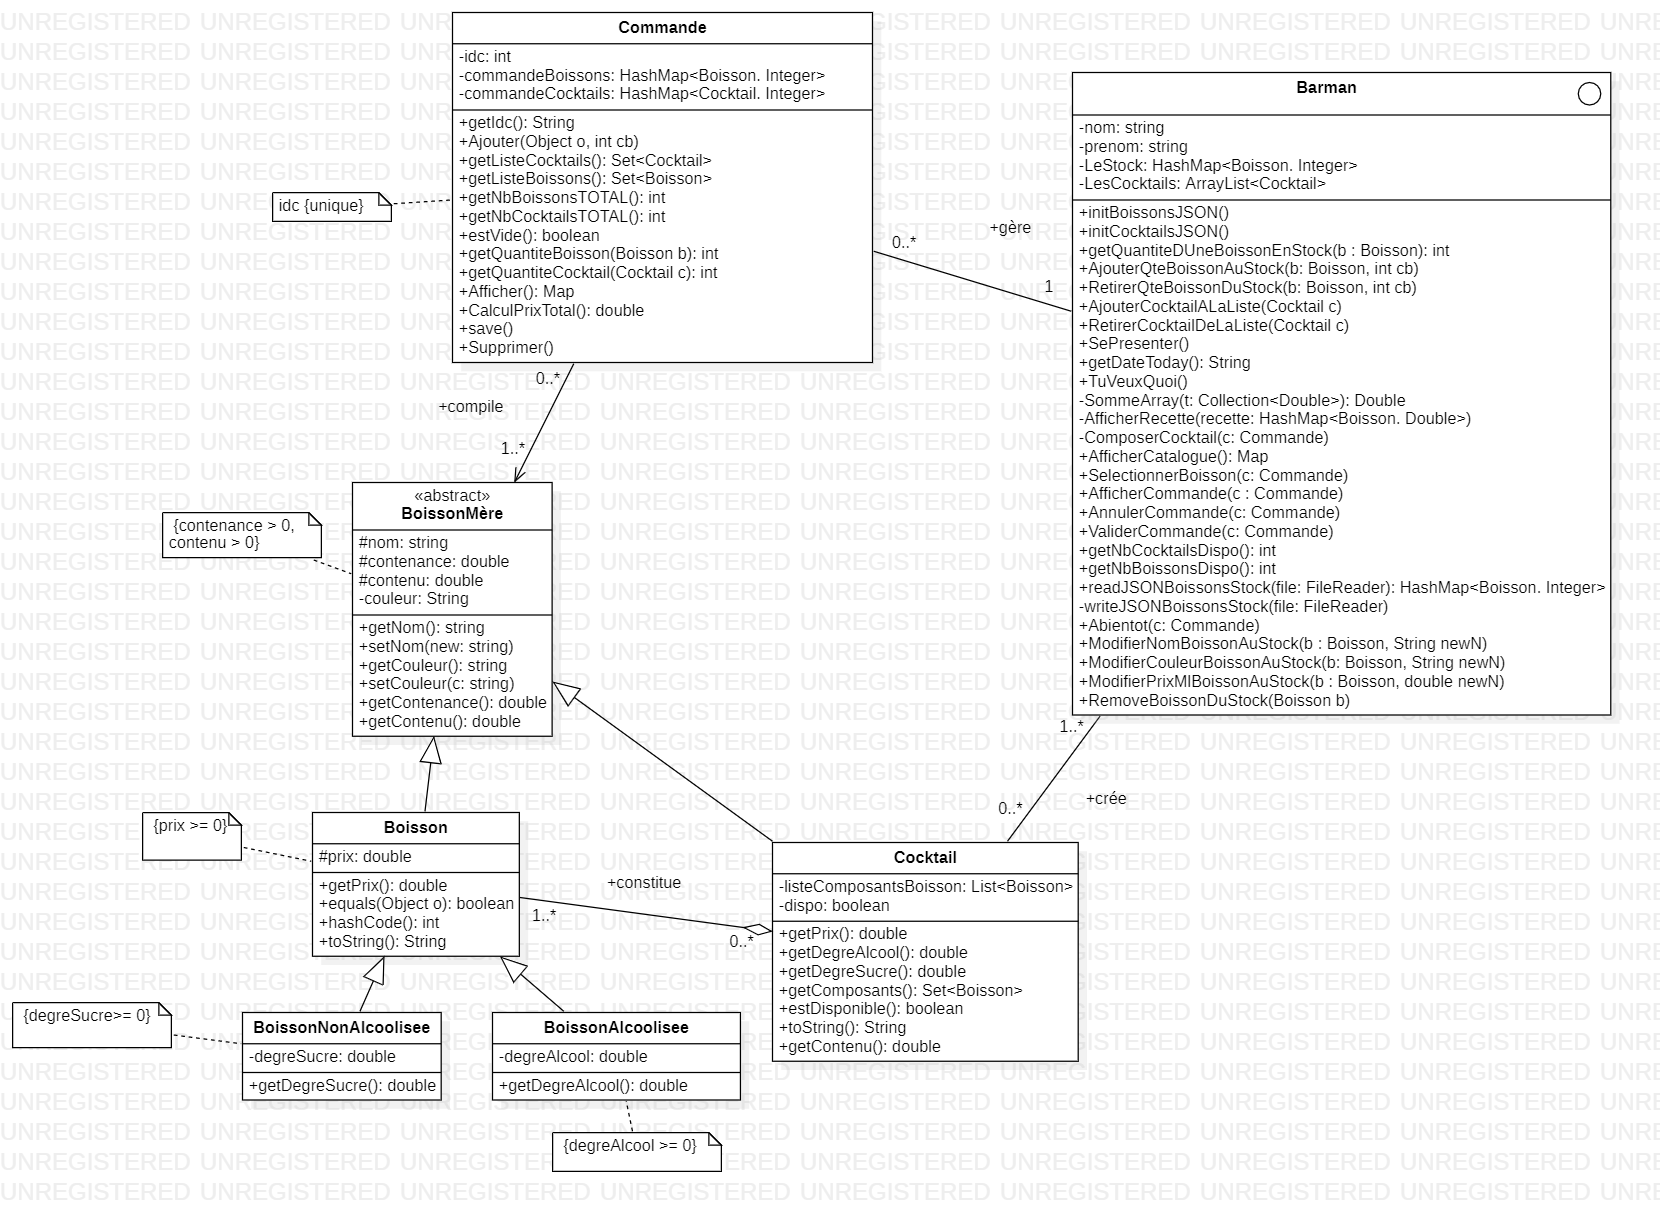 Commande
-idc: int
-commandeBoissons: HashMap<Boisson. Integer>
-commandeCocktails: HashMap<Cocktail. Integer>
+getIdc(): String
+Ajouter(Object o, int cb)
+getListeCocktails(): Set<Cocktail>
+getListeBoissons(): Set<Boisson>
+getNbBoissonsTOTAL(): int
+getNbCocktailsTOTAL(): int
+estVide(): boolean
+getQuantiteBoisson(Boisson b): int
+getQuantiteCocktail(Cocktail c): int
+Afficher(): Map
+CalculPrixTotal(): double
+save()
+Supprimer()
idc {unique}
Barman
-nom: string
-prenom: string
-LeStock: HashMap<Boisson. Integer>
-LesCocktails: ArrayList<Cocktail>
+initBoissonsJSON()
+initCocktailsJSON()
+getQuantiteDUneBoissonEnStock(b : Boisson): int
+AjouterQteBoissonAuStock(b: Boisson, int cb)
+RetirerQteBoissonDuStock(b: Boisson, int cb)
+AjouterCocktailALaListe(Cocktail c)
+RetirerCocktailDeLaListe(Cocktail c)
+SePresenter()
+getDateToday(): String
+TuVeuxQuoi()
-SommeArray(t: Collection<Double>): Double
-AfficherRecette(recette: HashMap<Boisson. Double>)
-ComposerCocktail(c: Commande)
+AfficherCatalogue(): Map
+SelectionnerBoisson(c: Commande)
+AfficherCommande(c : Commande)
+AnnulerCommande(c: Commande)
+ValiderCommande(c: Commande)
+getNbCocktailsDispo(): int
+getNbBoissonsDispo(): int
+readJSONBoissonsStock(file: FileReader): HashMap<Boisson. Integer>
-writeJSONBoissonsStock(file: FileReader)
+Abientot(c: Commande)
+ModifierNomBoissonAuStock(b : Boisson, String newN)
+ModifierCouleurBoissonAuStock(b: Boisson, String newN)
+ModifierPrixMlBoissonAuStock(b : Boisson, double newN)
+RemoveBoissonDuStock(Boisson b)
0..*
+gère
1
0..*
+compile
1..*
«abstract»
BoissonMère
#nom: string
#contenance: double
#contenu: double
-couleur: String
+getNom(): string
+setNom(new: string)
+getCouleur(): string
+setCouleur(c: string)
+getContenance(): double
+getContenu(): double
{contenance > 0,
contenu > 0}
1..*
+crée
0..*
{prix >= 0}
Boisson
#prix: double
+getPrix(): double
+equals(Object o): boolean
+hashCode(): int
+toString(): String
+constitue
1..*
0..*
Cocktail
-listeComposantsBoisson: List<Boisson>
-dispo: boolean
+getPrix(): double
+getDegreAlcool(): double
+getDegreSucre(): double
+getComposants(): Set<Boisson>
+estDisponible(): boolean
+toString(): String
+getContenu(): double
{degreSucre>= 0}
BoissonNonAlcoolisee
-degreSucre: double
+getDegreSucre(): double
BoissonAlcoolisee
-degreAlcool: double
+getDegreAlcool(): double
{degreAlcool >= 0}